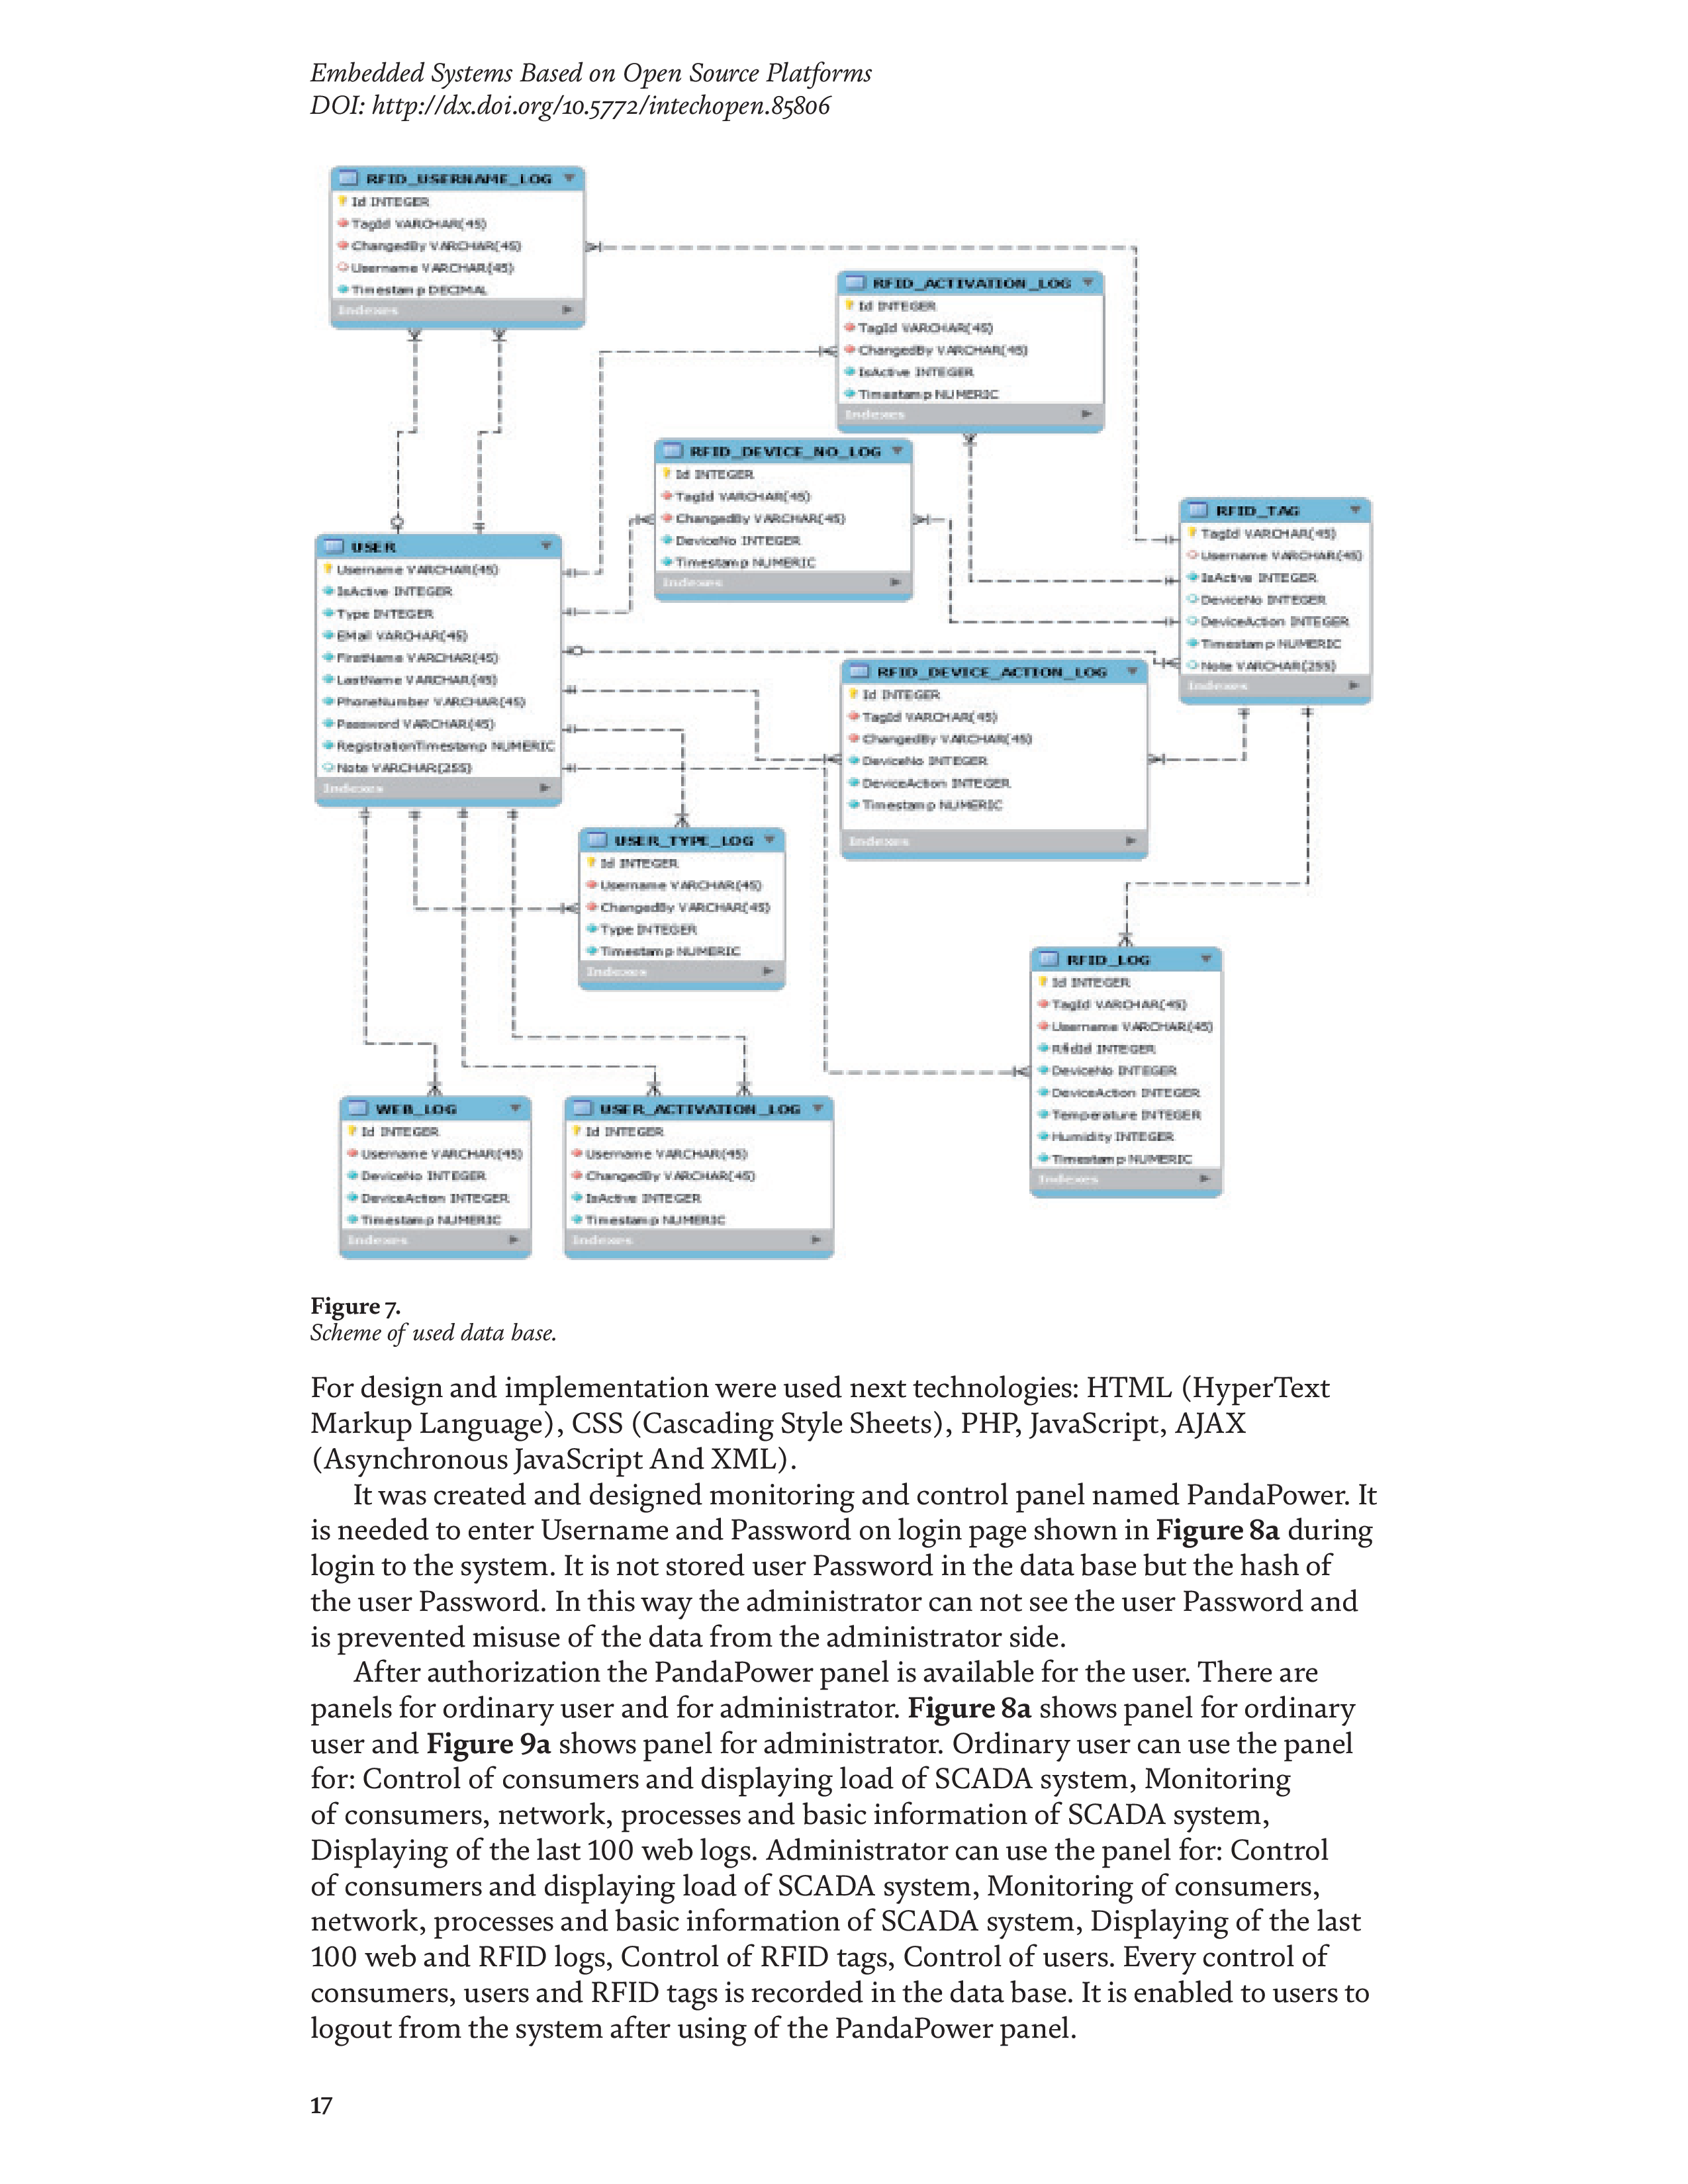 Embedded Systems Based on Open Source Platforms
DOI: http://dx.doi.org/10.5772/intechopen.85806
RFID_USERNAME_LOG
Id INTEGER
TagId VARCHAR(45)
ChangedBy VARCHAR(45)
Username VARCHAR(45)
Timestamp DECIMAL
Indexes
RFID_ACTIVATION_LOG
Id INTEGER
TagId VARCHAR(45)
ChangedBy VARCHAR(45)
IsActive INTEGER
Timestamp NUMERIC
Indexes
RFID_DEVICE_NO_LOG
Id INTEGER
TagId VARCHAR(45)
ChangedBy VARCHAR(45)
DeviceNo INTEGER
Timestamp NUMERIC
Indexes
RFID_TAG
TagId VARCHAR(45)
Username VARCHAR(45)
IsActive INTEGER
DeviceNo INTEGER
DeviceAction INTEGER
Timestamp NUMERIC
Note VARCHAR(255)
Indexes
USER
Username VARCHAR(45)
IsActive INTEGER
Type INTEGER
EMail VARCHAR(45)
FirstName VARCHAR(45)
LastName VARCHAR(45)
PhoneNumber VARCHAR(45)
Password VARCHAR(45)
RegistrationTimestamp NUMERIC
Note VARCHAR(255)
Indexes
RFID_DEVICE_ACTION_LOG
Id INTEGER
TagId VARCHAR(45)
ChangedBy VARCHAR(45)
DeviceNo INTEGER
DeviceAction INTEGER
Timestamp NUMERIC
Indexes
USER_TYPE_LOG
Id INTEGER
Username VARCHAR(45)
ChangedBy VARCHAR(45)
Type INTEGER
Timestamp NUMERIC
Indexes
RFID_LOG
Id INTEGER
TagId VARCHAR(45)
Username VARCHAR(45)
RfidId INTEGER
DeviceNo INTEGER
DeviceAction INTEGER
Temperature INTEGER
Humidity INTEGER
Timestamp NUMERIC
Indexes
WEB_LOG
Id INTEGER
Username VARCHAR(45)
DeviceNo INTEGER
DeviceAction INTEGER
Timestamp NUMERIC
Indexes
USER_ACTIVATION_LOG
Id INTEGER
Username VARCHAR(45)
ChangedBy VARCHAR(45)
IsActive INTEGER
Timestamp NUMERIC
Indexes
Figure 7.
Scheme of used data base.
For design and implementation were used next technologies: HTML (HyperText
Markup Language), CSS (Cascading Style Sheets), PHP, JavaScript, AJAX
(Asynchronous JavaScript And XML).
It was created and designed monitoring and control panel named PandaPower. It
is needed to enter Username and Password on login page shown in Figure 8a during
login to the system. It is not stored user Password in the data base but the hash of
the user Password. In this way the administrator can not see the user Password and
is prevented misuse of the data from the administrator side.
After authorization the PandaPower panel is available for the user. There are
panels for ordinary user and for administrator. Figure 8a shows panel for ordinary
user and Figure 9a shows panel for administrator. Ordinary user can use the panel
for: Control of consumers and displaying load of SCADA system, Monitoring
of consumers, network, processes and basic information of SCADA system,
Displaying of the last 100 web logs. Administrator can use the panel for: Control
of consumers and displaying load of SCADA system, Monitoring of consumers,
network, processes and basic information of SCADA system, Displaying of the last
100 web and RFID logs, Control of RFID tags, Control of users. Every control of
consumers, users and RFID tags is recorded in the data base. It is enabled to users to
logout from the system after using of the PandaPower panel.
17